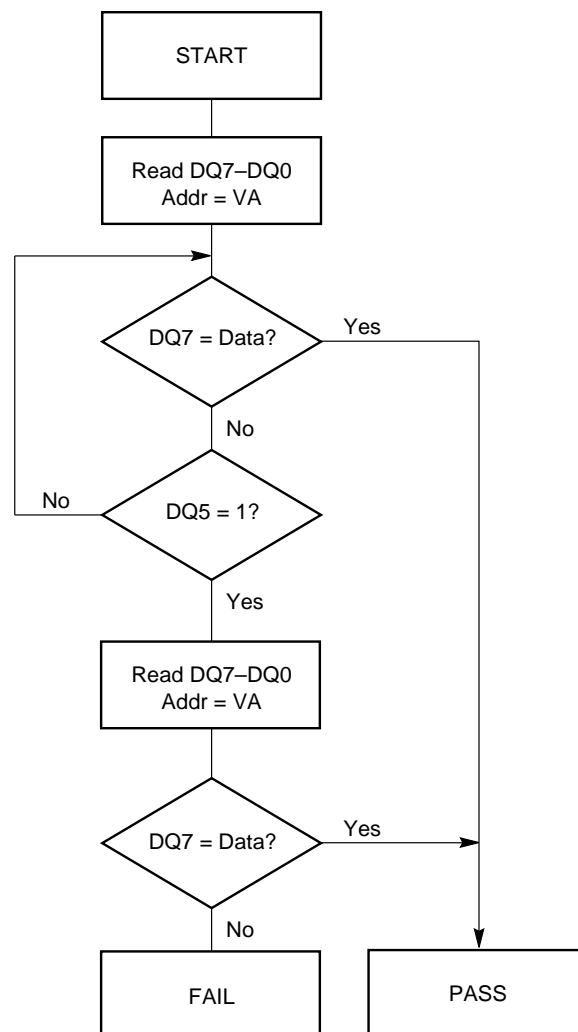 START
Read DQ7–DQ0
Addr = VA
DQ7 = Data?
Yes
No
No
DQ5 = 1?
Yes
Read DQ7–DQ0
Addr = VA
DQ7 = Data?
Yes
No
FAIL
PASS